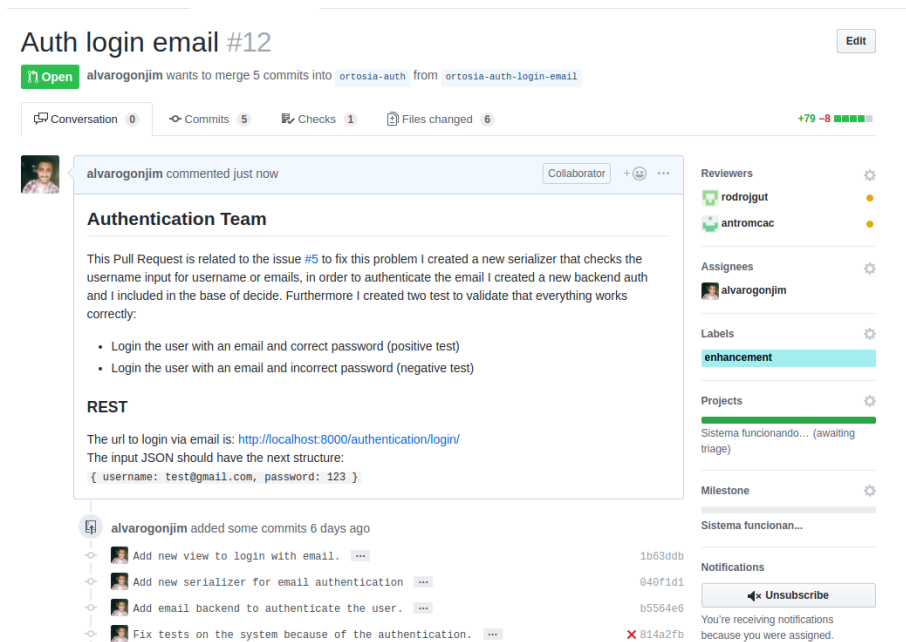 Auth login email #12
Edit
Open
alvarogonjim wants to merge 5 commits into ortosia-auth from ortosia-auth-login-email
Conversation 0
Commits 5
Checks 1
Files changed 6
+79 −8
alvarogonjim commented just now
Collaborator
Authentication Team
This Pull Request is related to the issue #5 to fix this problem I created a new serializer that checks the
username input for username or emails, in order to authenticate the email I created a new backend auth
and I included in the base of decide. Furthermore I created two test to validate that everything works
correctly:
• Login the user with an email and correct password (positive test)
• Login the user with an email and incorrect password (negative test)
REST
The url to login via email is: http://localhost:8000/authentication/login/
The input JSON should have the next structure:
{ username: test@gmail.com, password: 123 }
alvarogonjim added some commits 6 days ago
Add new view to login with email. ...
1b63ddb
Add new serializer for email authentication ...
040f1d1
Add email backend to authenticate the user. ...
b5564e6
Fix tests on the system because of the authentication. ...
814a2fb
Reviewers
rodrojgut
antromcac
Assignees
alvarogonjim
Labels
enhancement
Projects
Sistema funcionando… (awaiting
triage)
Milestone
Sistema funcionan...
Notifications
Unsubscribe
You're receiving notifications
because you were assigned.